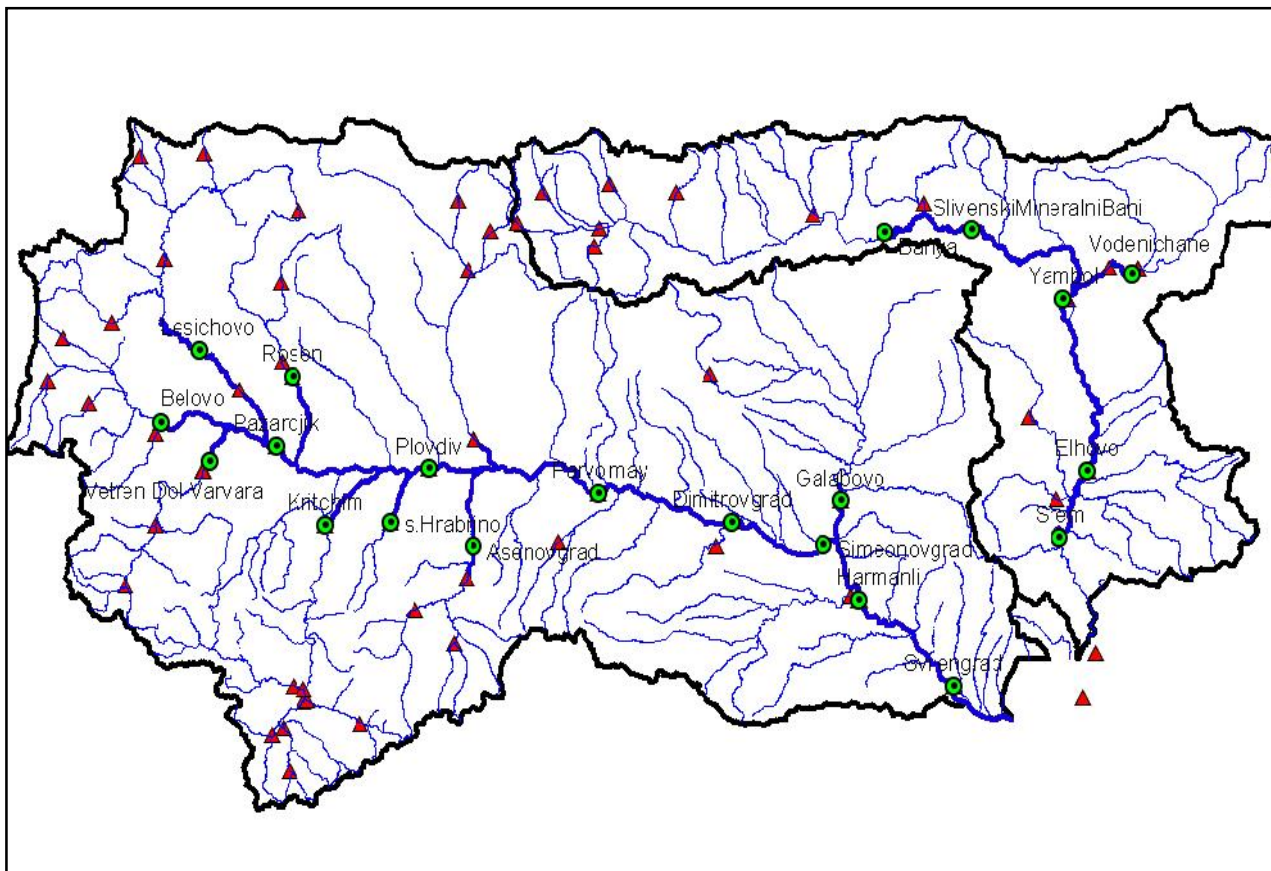 SlivenskiMineralniBani
Banya
Vodenichane
Yambol
Lesichovo
Rosen
Belovo
Pazarcjik
Plovdiv
Elhovo
Vetren Dol Varvara
Kritchim
Parvomay
Galabovo
Dimitrovgrad
s.Hrabrino
Asenovgrad
Simeonovgrad
Harmanli
Svilengrad